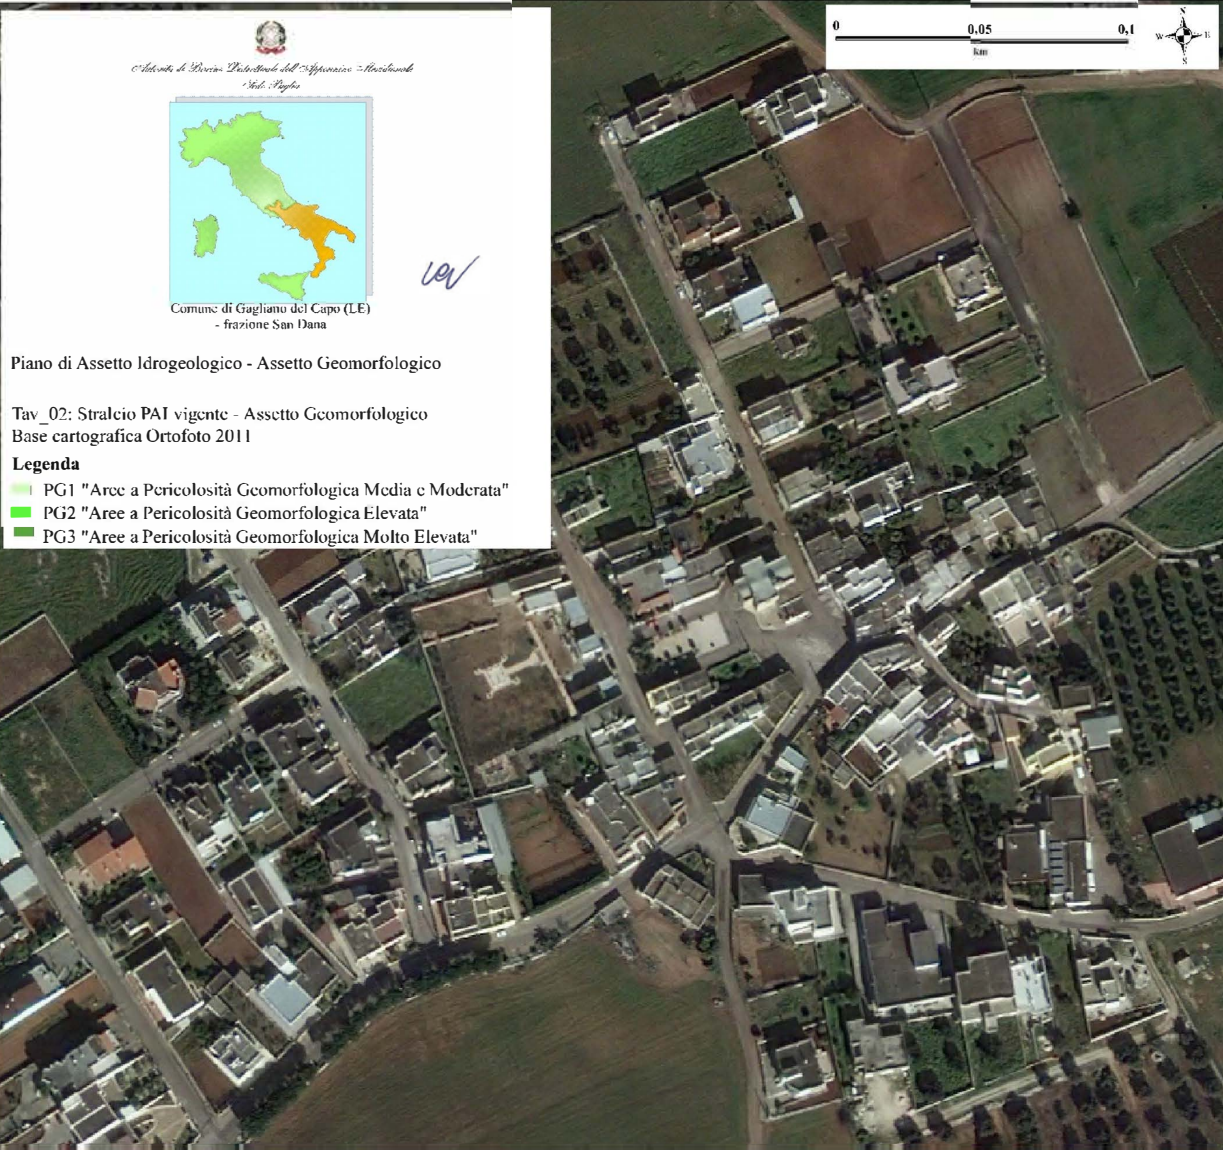 Autorità di Bacino Distrettuale dell'Appennino Meridionale
Sede Puglia
Comune di Gagliano del Capo (LE)
- frazione San Dana
Piano di Assetto Idrogeologico - Assetto Geomorfologico
Tav_02: Stralcio PAI vigente - Assetto Geomorfologico
Base cartografica Ortofoto 2011
Legenda
PG1 "Aree a Pericolosità Geomorfologica Media e Moderata"
PG2 "Aree a Pericolosità Geomorfologica Elevata"
PG3 "Aree a Pericolosità Geomorfologica Molto Elevata"
0 0,05 0,1
km
N
W E
S